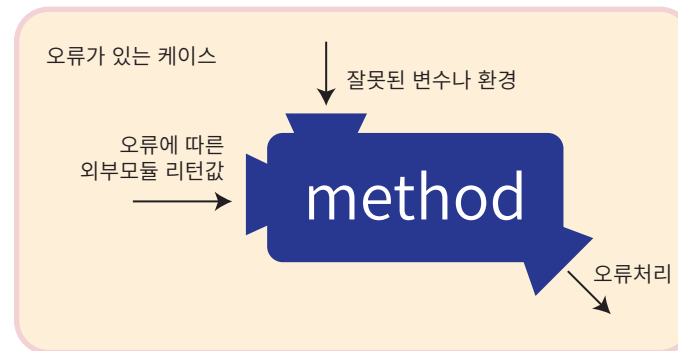 오류가 있는 케이스
잘못된 변수나 환경
오류에 따른
외부모듈 리턴값
method
오류처리